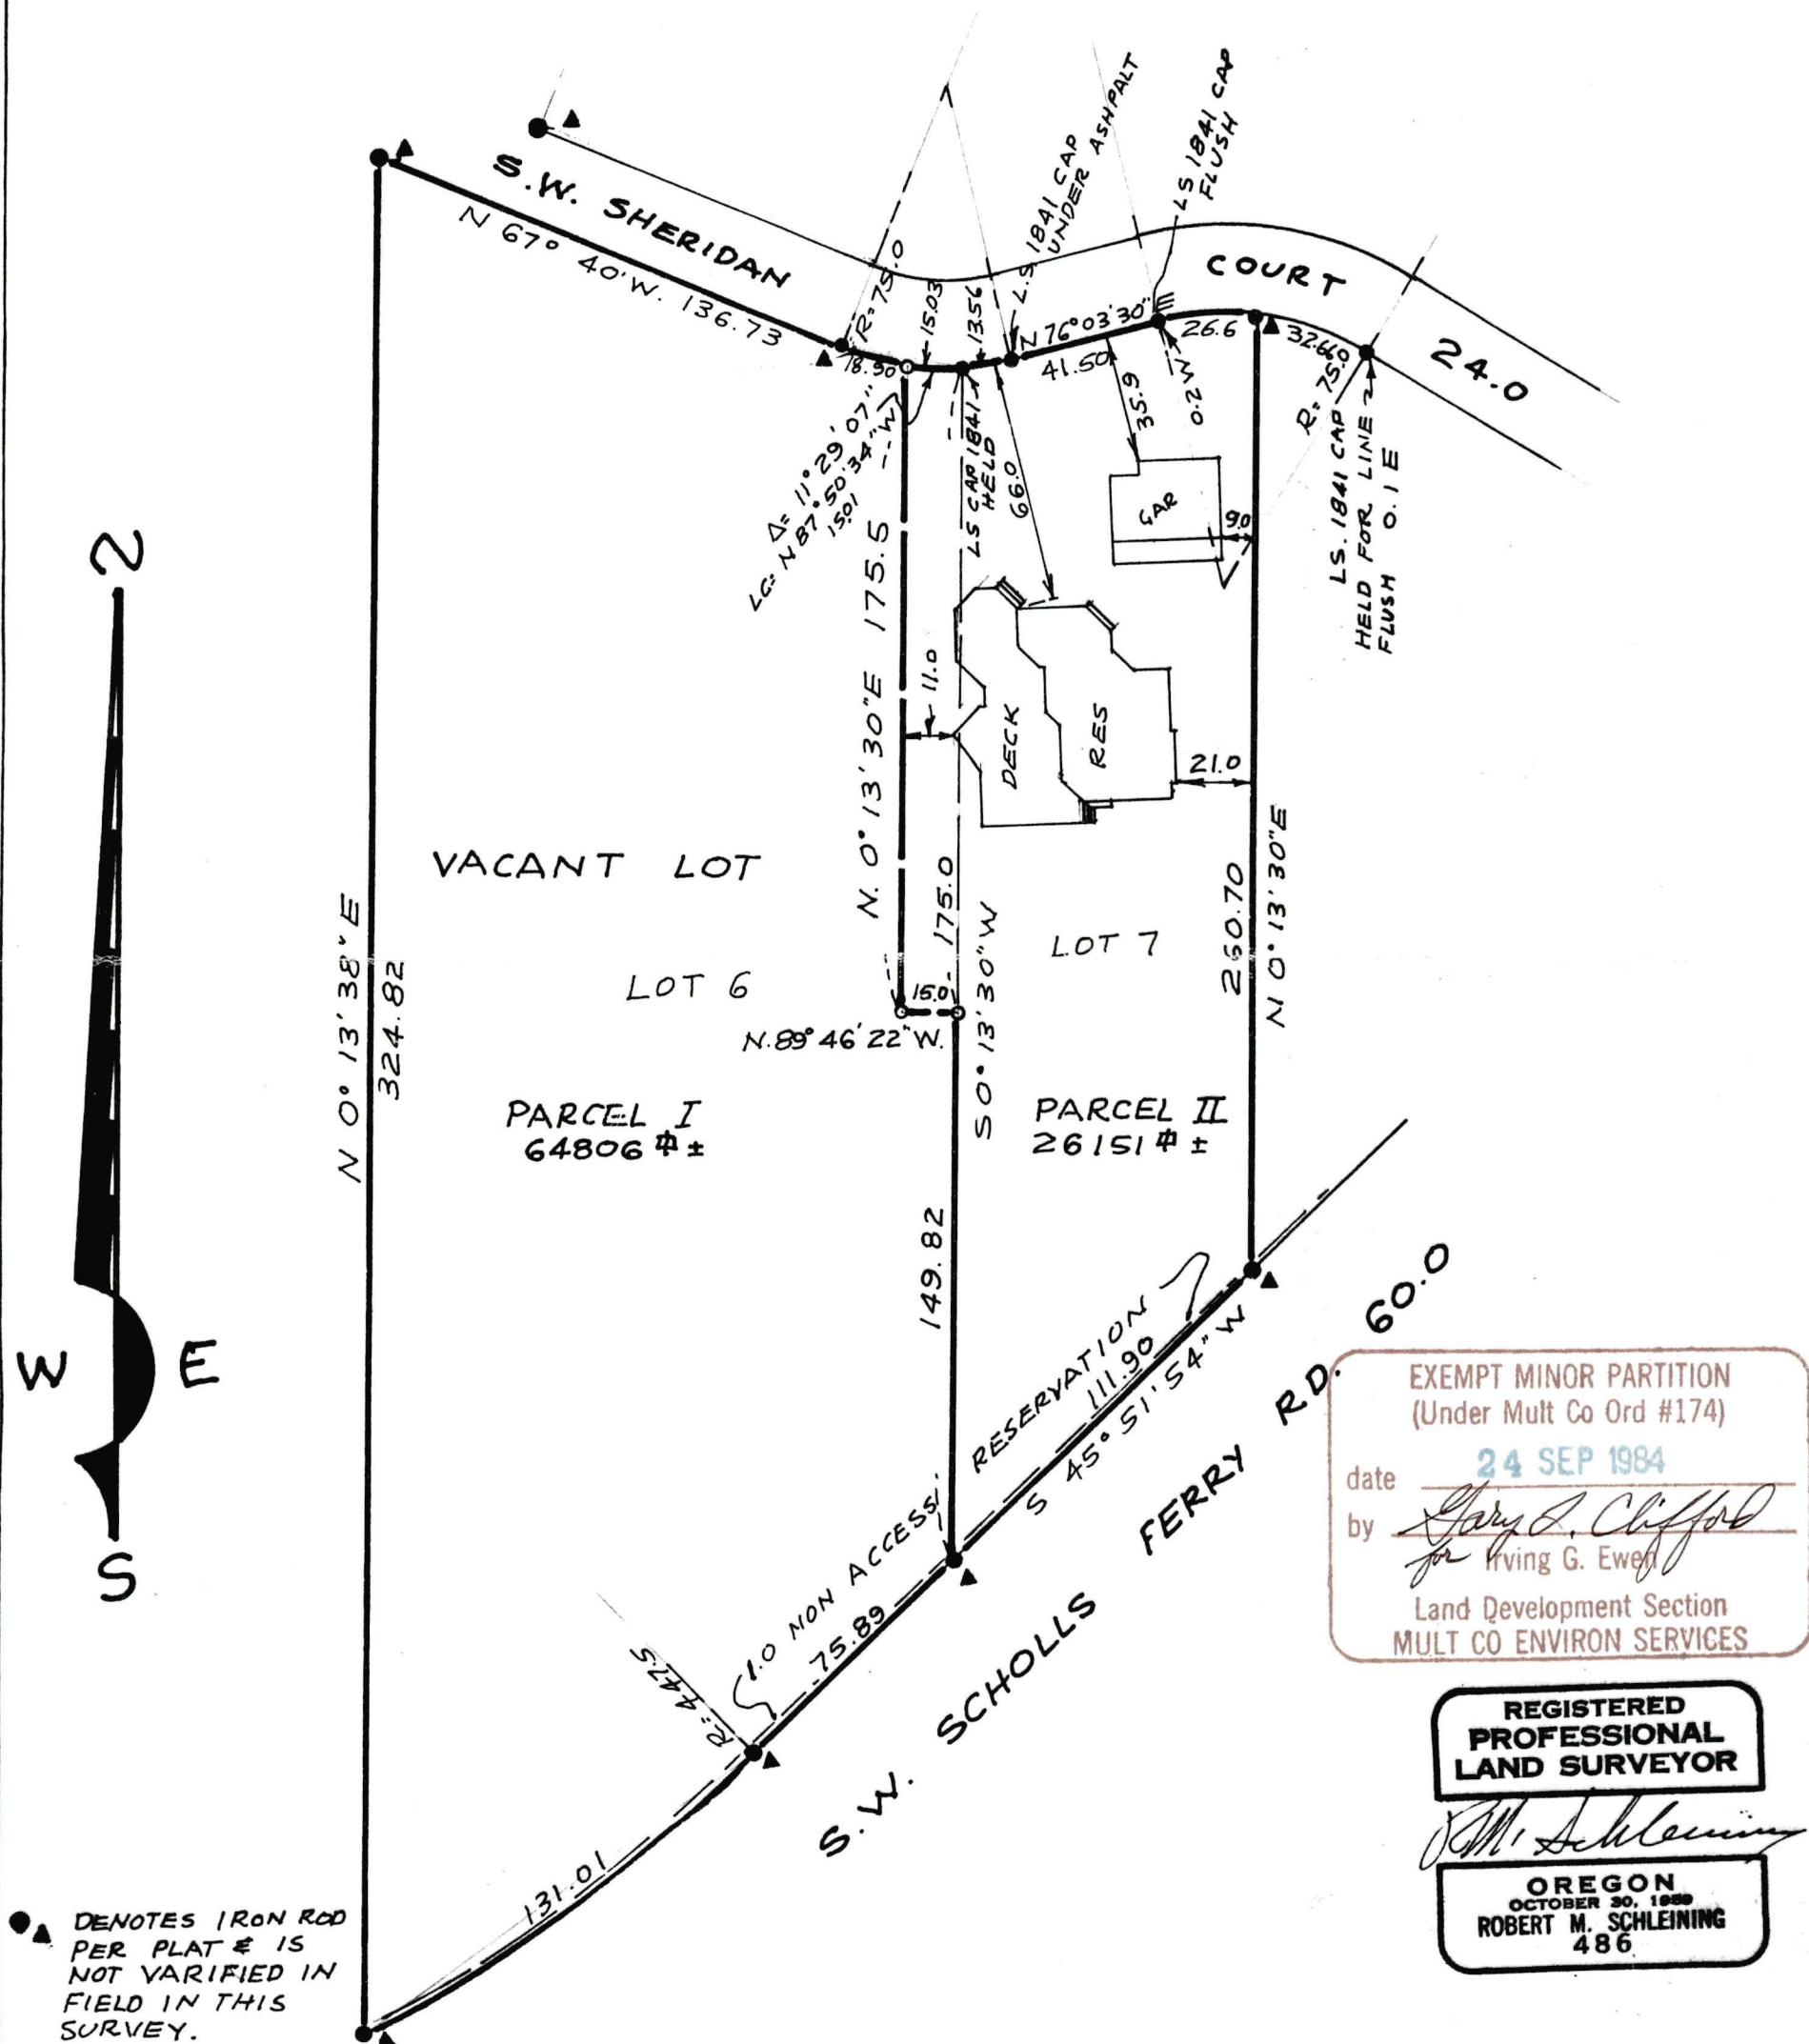 S.W. SHERIDAN
COURT
24.0
N 67° 40' W. 136.73
R=75.0
18.90
15.03
13.56
L.S. 1841 CAP
UNDER ASHPALT
LS 1841 CAP
FLUSH
N 76° 03' 30" E
41.50
26.6
32.66
R=75.0
0.2 W
35.9
66.0
LS CAP 1841
HELD
Δ= 11° 29' 07"
LC= N 87° 50' 34" W
15.01
GAR
9.0
LS. 1841 CAP
HELD FOR LINE
FLUSH 0.1 E
N
N. 0° 13' 30" E 175.5
11.0
DECK
RES
21.0
VACANT LOT
175.0
LOT 7
260.70
N 0° 13' 30" E
N 0° 13' 38" E
324.82
LOT 6
15.0
S 0° 13' 30" W
N. 89° 46' 22" W.
PARCEL I
64806 ±
PARCEL II
26151 ±
149.82
W E
S
1.0 NON ACCESS RESERVATION
111.90
S 45° 51' 54" W
75.89
R= 447.5
131.01
S.W. SCHOLLS FERRY RD. 60.0
EXEMPT MINOR PARTITION
(Under Mult Co Ord #174)
date 24 SEP 1984
by Gary L. Clifford
for Irving G. Ewen
Land Development Section
MULT CO ENVIRON SERVICES
REGISTERED
PROFESSIONAL
LAND SURVEYOR
R M. Schleining
OREGON
OCTOBER 30, 1959
ROBERT M. SCHLEINING
486
DENOTES IRON ROD
PER PLAT & IS
NOT VARIFIED IN
FIELD IN THIS
SURVEY.